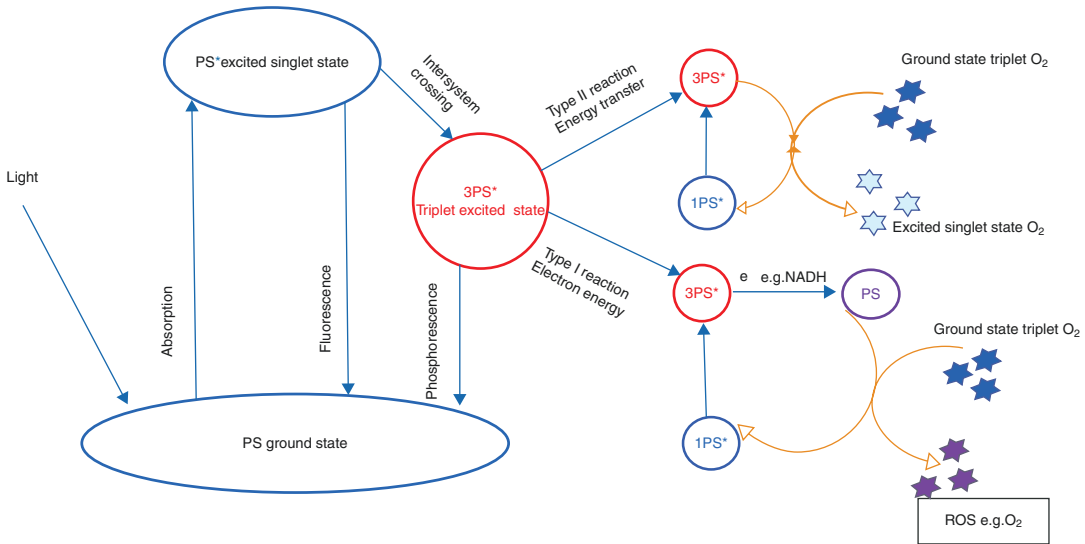 PS*excited singlet state
Intersystem
crossing
Type II reaction
Energy transfer
3PS*
Ground state triplet O₂
Light
3PS*
Triplet excited state
1PS*
Excited singlet state O₂
Absorption
Fluorescence
Phosphorescence
Type I reaction
Electron energy
3PS*
e e.g.NADH
PS
Ground state triplet O₂
PS ground state
1PS*
ROS e.g.O₂